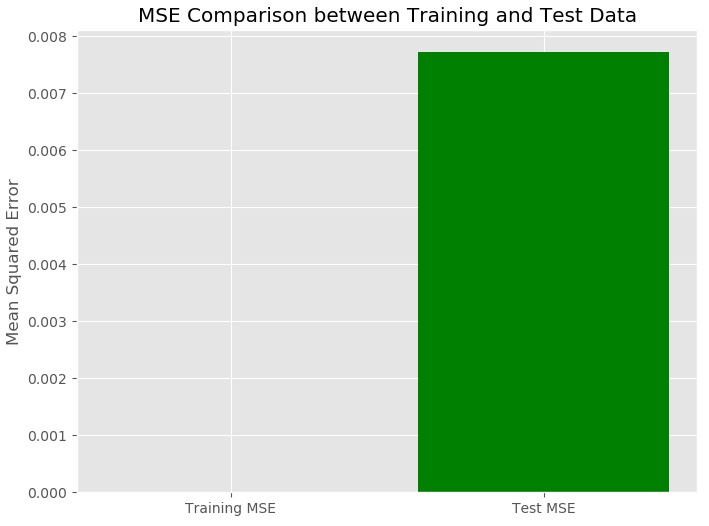 MSE Comparison between Training and Test Data
Mean Squared Error
0.008
0.007
0.006
0.005
0.004
0.003
0.002
0.001
0.000
Training MSE
Test MSE